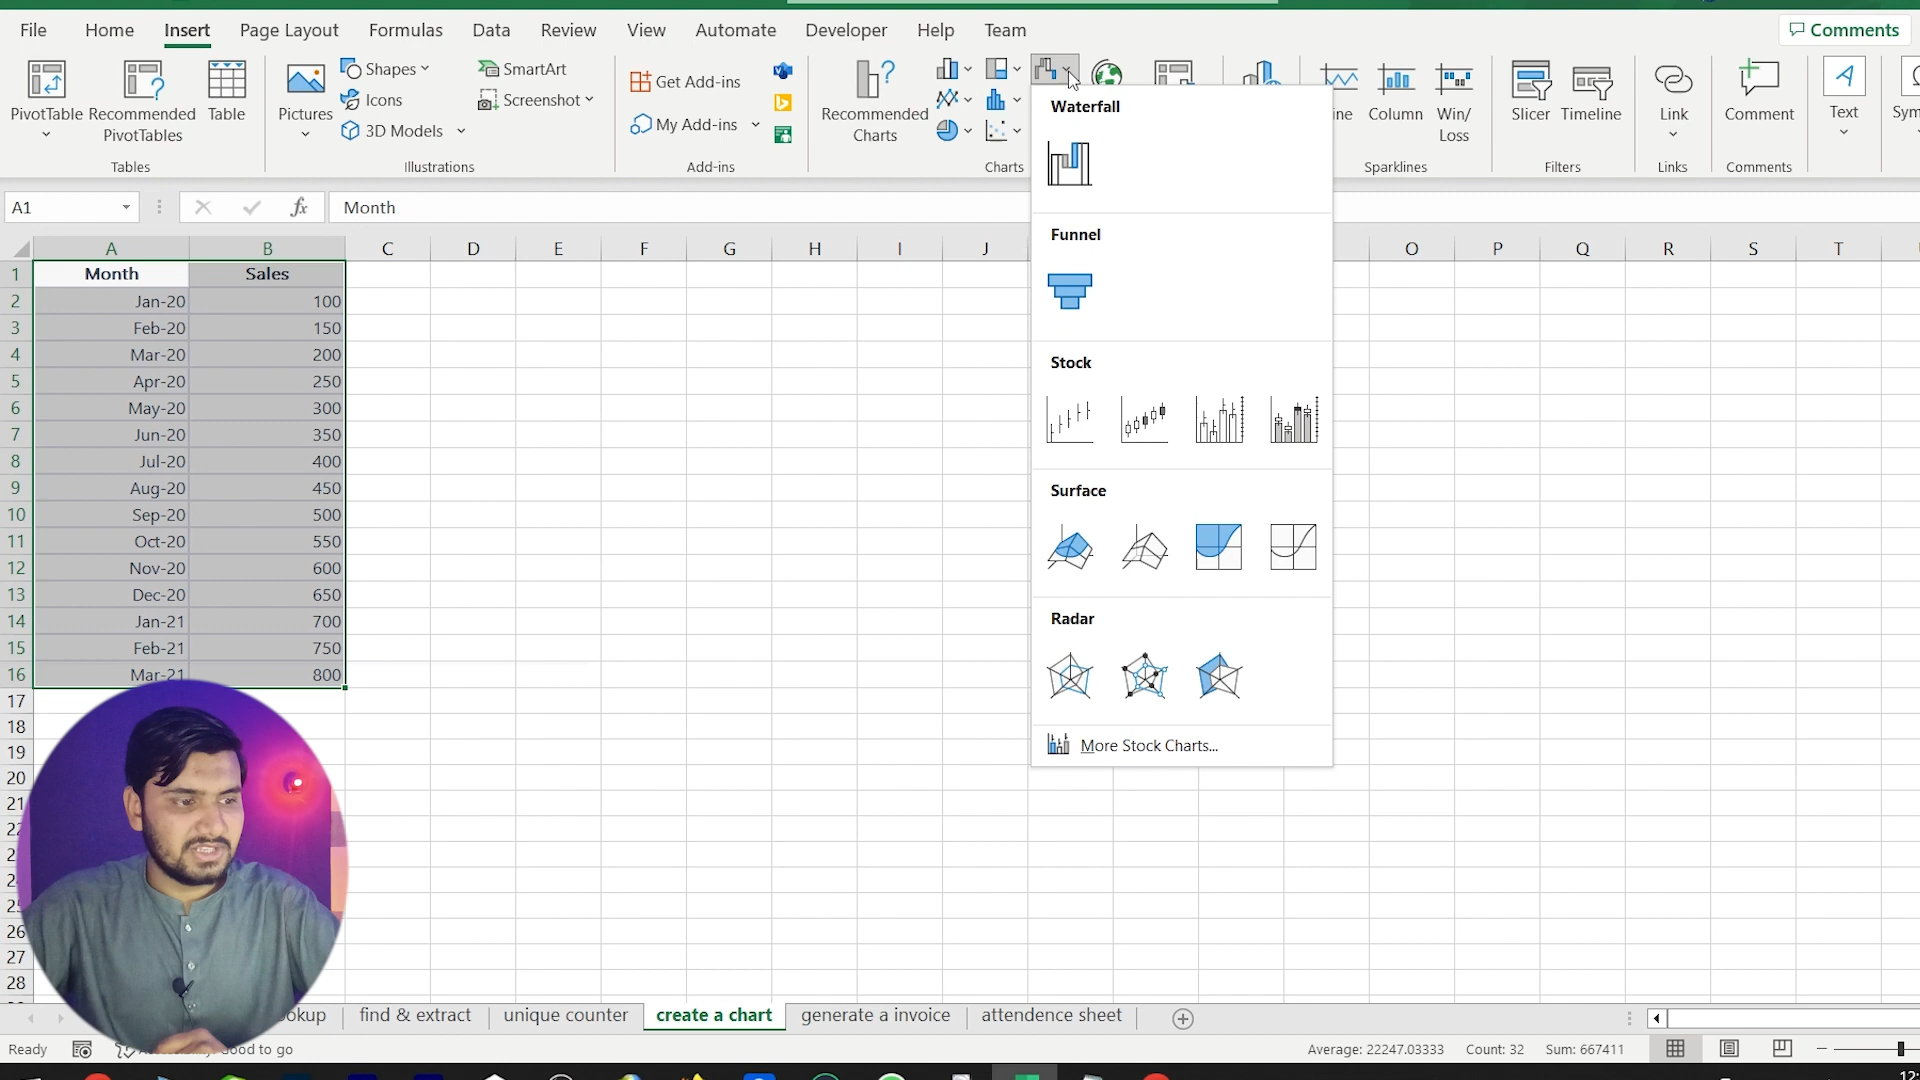 File Home Insert Page Layout Formulas Data Review View Automate Developer Help Team Comments
PivotTable
Recommended
PivotTables
Table
Tables
Pictures
Shapes
Icons
3D Models
SmartArt
Screenshot
Illustrations
Get Add-ins
My Add-ins
Add-ins
Recommended
Charts
Charts
Column
Win/
Loss
Sparklines
Slicer
Timeline
Filters
Link
Links
Comment
Comments
Text
A1 fx Month
A B C D E F G H I J O P Q R S T
1 Month Sales
2 Jan-20 100
3 Feb-20 150
4 Mar-20 200
5 Apr-20 250
6 May-20 300
7 Jun-20 350
8 Jul-20 400
9 Aug-20 450
10 Sep-20 500
11 Oct-20 550
12 Nov-20 600
13 Dec-20 650
14 Jan-21 700
15 Feb-21 750
16 Mar-21 800
17
18
19
20
21
26
27
28
Waterfall
Funnel
Stock
Surface
Radar
More Stock Charts...
find & extract unique counter create a chart generate a invoice attendence sheet
Ready good to go Average: 22247.03333 Count: 32 Sum: 667411